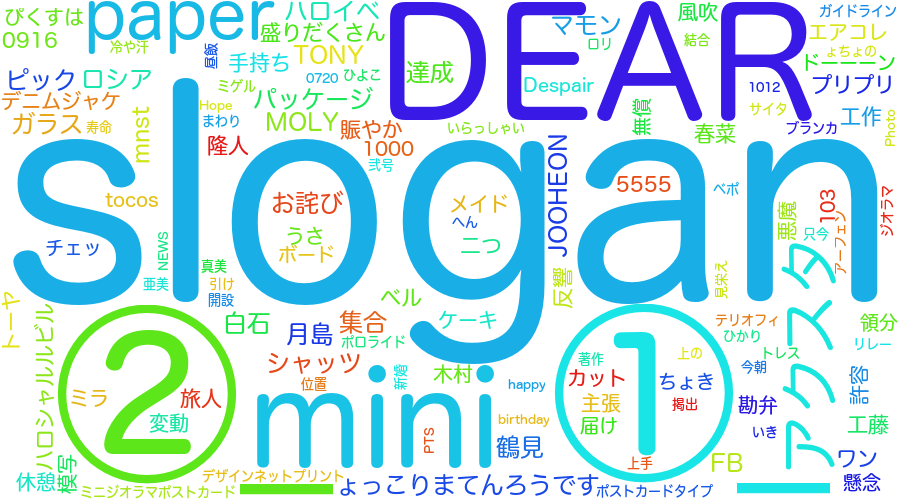 ぴくすは
0916
冷や汗
paper
ハロイベ
盛りだくさん
DEAR
マモン
ロリ
風吹
結合
ガイドライン
エアコレ
ょちょの
ドーーーン
昼飯
手持ち
TONY
0720
ひよこ
達成
Despair
1012
プリプリ
ピック
ロシア
ミゲル
デニムジャケ
ガラス
寿命
mnst
Hope
まわり
パッケージ
MOLY
賑やか
1000
いらっしゃい
無償
春菜
サイタ
ブランカ
工作
Photo
隆人
弐号
slogan
tocos
お詫び
メイド
へん
JOOHEON
5555
ベポ
103
ジオラマ
チェッ
NEWS
うさ
ボード
二つ
悪魔
只今
アーフェン
真美
亜美
引け
開設
ベル
反響
見栄え
アクスタ
トーヤ
ハロシャルルビル
白石
月島
集合
ポロライド
ケーキ
テリオフィ
ひかり
領分
リレー
②
ミラ
変動
旅人
シャッツ
位置
新婚
木村
mini
happy
birthday
PTS
鶴見
①
著作
カット
主張
届け
上の
ちょき
掲出
上手
トレス
今朝
勘弁
いき
許容
工藤
休憩
模写
デザインネットプリント
ミニジオラマポストカード
ょっこりまてんろうです
ポストカードタイプ
FB
ワン
懸念